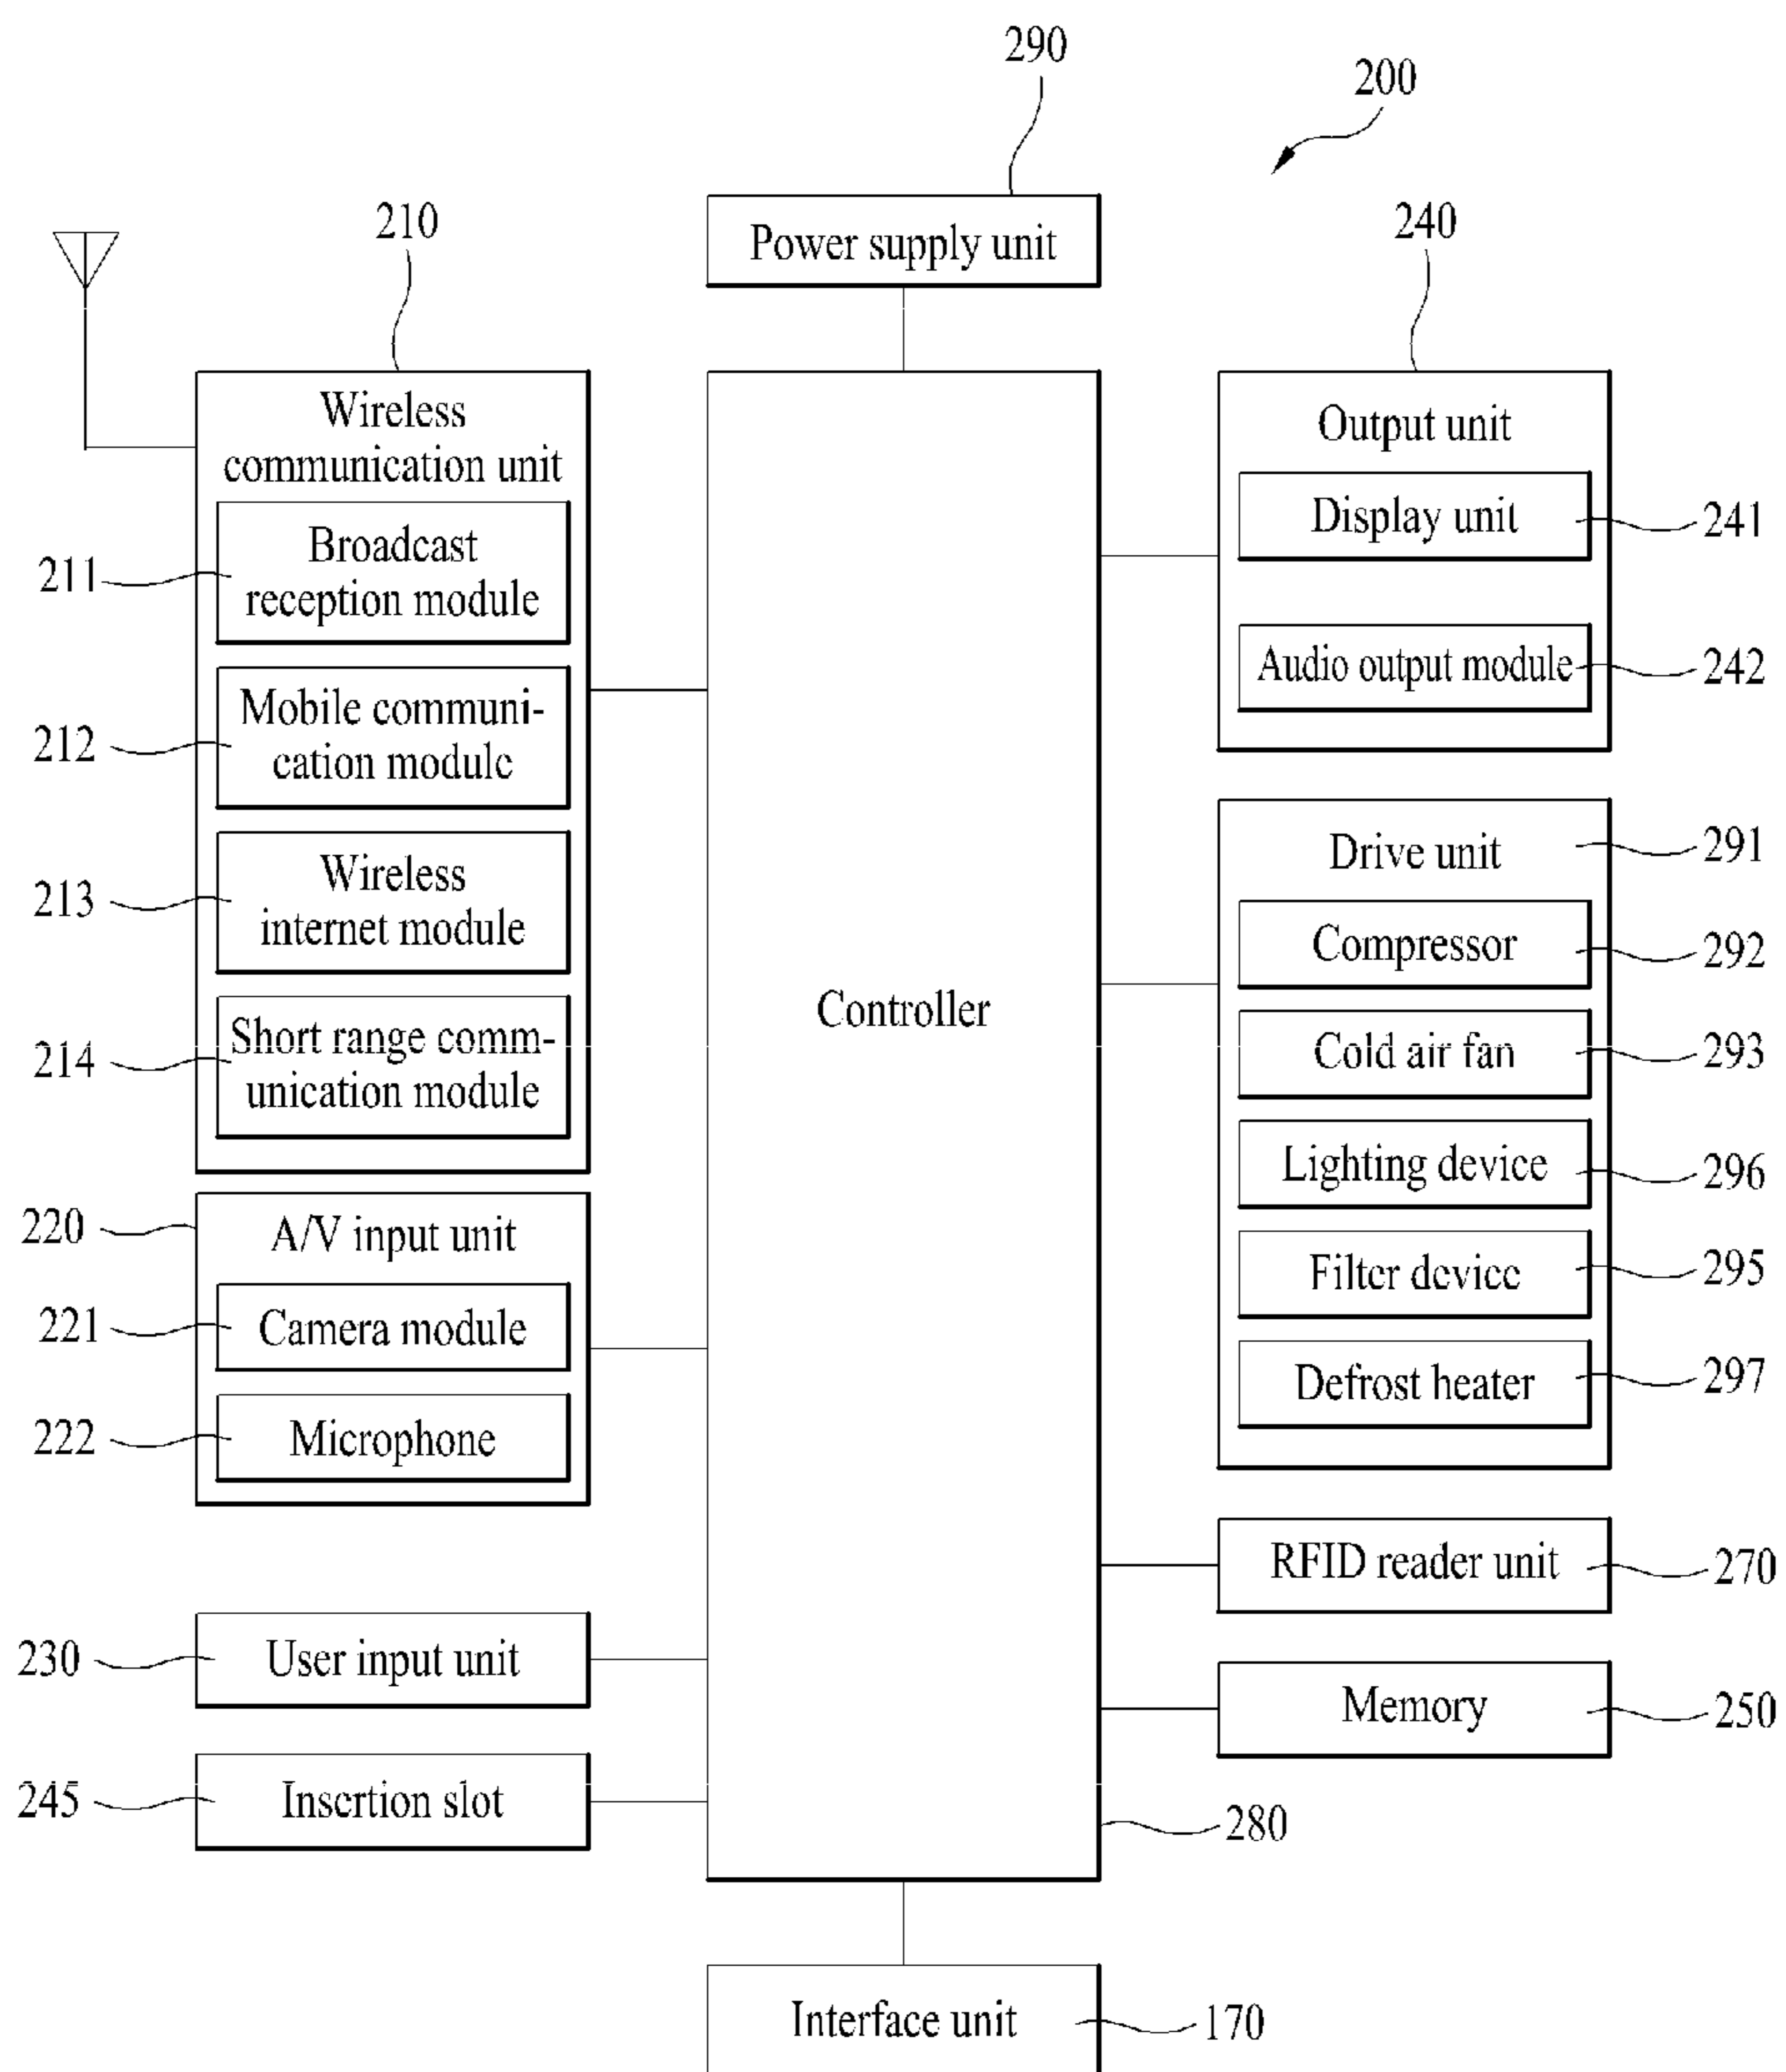 290
200
Power supply unit
210
240
Wireless
communication unit
211
Broadcast
reception module
212
Mobile communi-
cation module
213
Wireless
internet module
214
Short range comm-
unication module
220
A/V input unit
221
Camera module
222
Microphone
230
User input unit
245
Insertion slot
Controller
280
Output unit
Display unit
241
Audio output module
242
Drive unit
291
Compressor
292
Cold air fan
293
Lighting device
296
Filter device
295
Defrost heater
297
RFID reader unit
270
Memory
250
Interface unit
170